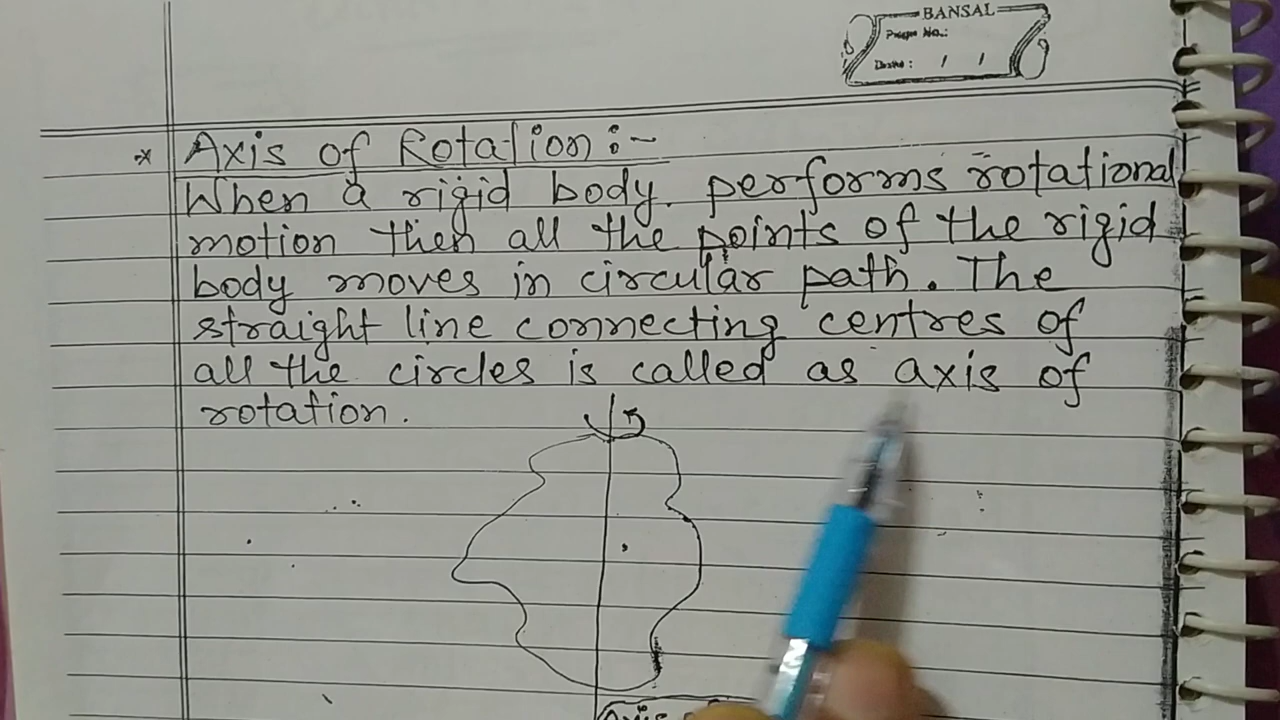 BANSAL
Page No.:
Date: / /
* Axis of Rotation :-
When a rigid body. performs rotational
motion then all the points of the rigid
body moves in circular path. The
straight line connecting centres of
all the circles is called as axis of
rotation.
Axis